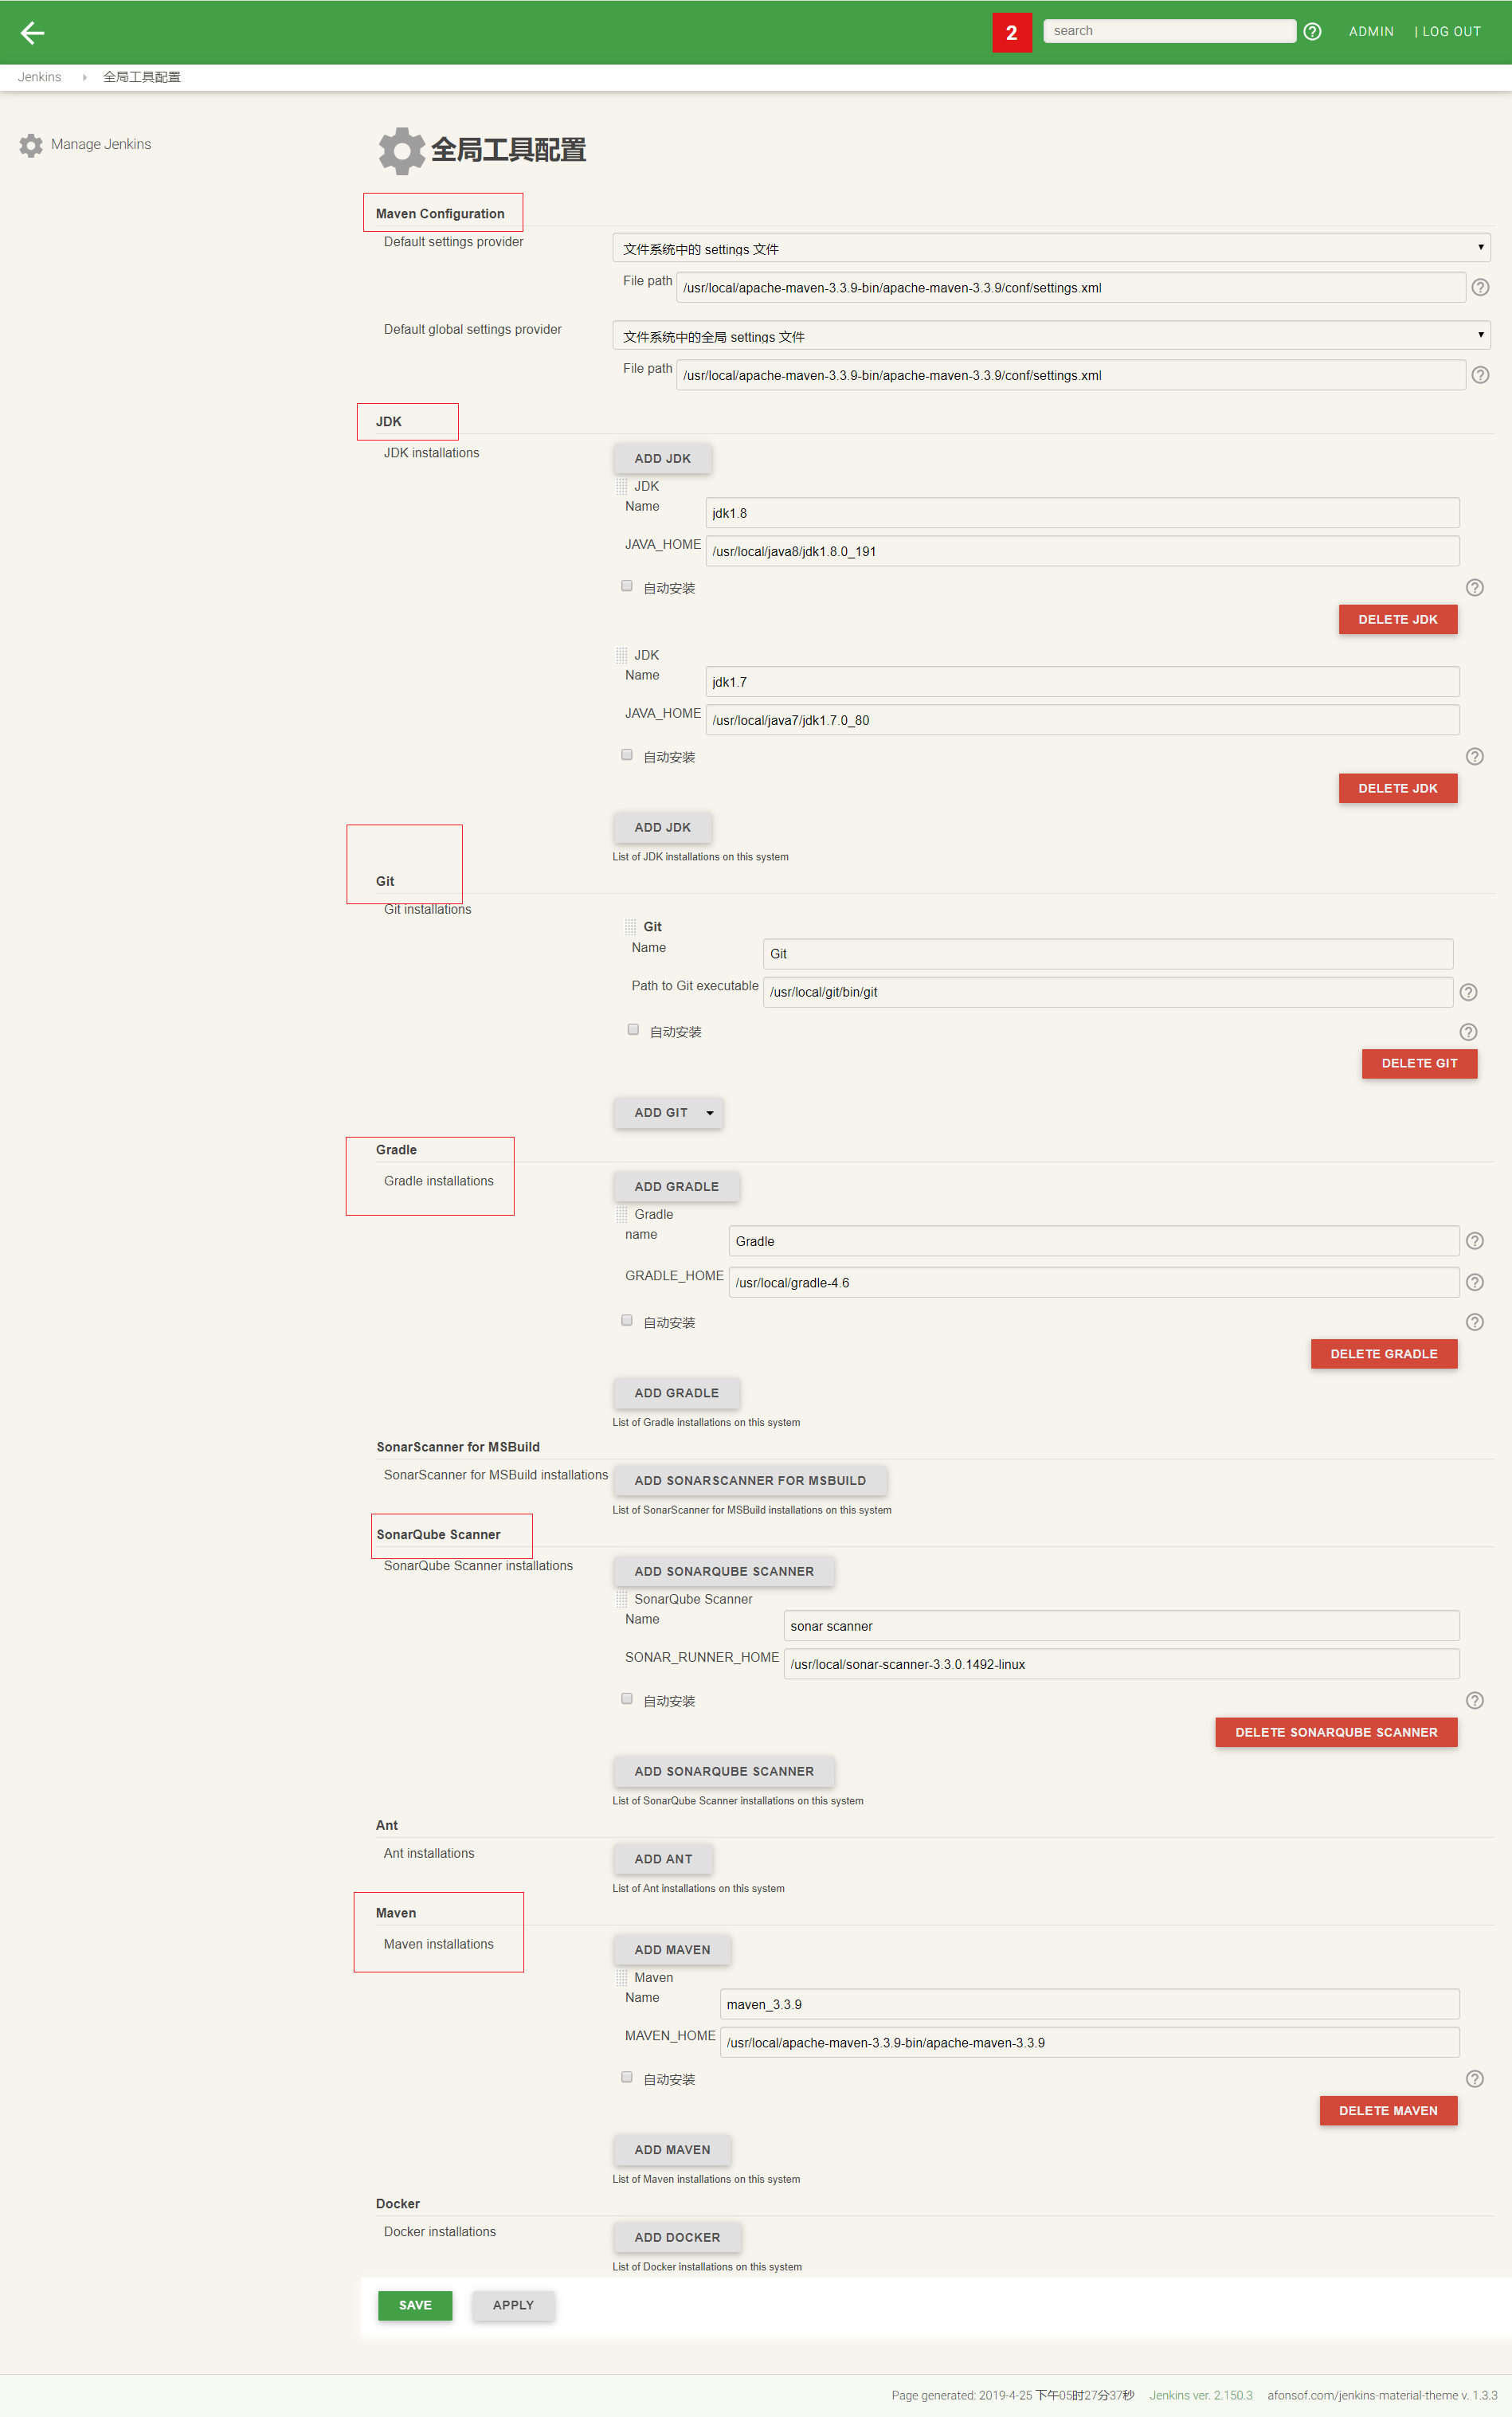 2
search
ADMIN
| LOG OUT
Jenkins
全局工具配置
Manage Jenkins
全局工具配置
Maven Configuration
Default settings provider
文件系统中的 settings 文件
File path
/usr/local/apache-maven-3.3.9-bin/apache-maven-3.3.9/conf/settings.xml
Default global settings provider
文件系统中的全局 settings 文件
File path
/usr/local/apache-maven-3.3.9-bin/apache-maven-3.3.9/conf/settings.xml
JDK
JDK installations
ADD JDK
JDK
Name
jdk1.8
JAVA_HOME
/usr/local/java8/jdk1.8.0_191
自动安装
DELETE JDK
JDK
Name
jdk1.7
JAVA_HOME
/usr/local/java7/jdk1.7.0_80
自动安装
DELETE JDK
ADD JDK
List of JDK installations on this system
Git
Git installations
Git
Name
Git
Path to Git executable
/usr/local/git/bin/git
自动安装
DELETE GIT
ADD GIT
Gradle
Gradle installations
ADD GRADLE
Gradle
name
Gradle
GRADLE_HOME
/usr/local/gradle-4.6
自动安装
DELETE GRADLE
ADD GRADLE
List of Gradle installations on this system
SonarScanner for MSBuild
SonarScanner for MSBuild installations
ADD SONARSCANNER FOR MSBUILD
List of SonarScanner for MSBuild installations on this system
SonarQube Scanner
SonarQube Scanner installations
ADD SONARQUBE SCANNER
SonarQube Scanner
Name
sonar scanner
SONAR_RUNNER_HOME
/usr/local/sonar-scanner-3.3.0.1492-linux
自动安装
DELETE SONARQUBE SCANNER
ADD SONARQUBE SCANNER
List of SonarQube Scanner installations on this system
Ant
Ant installations
ADD ANT
List of Ant installations on this system
Maven
Maven installations
ADD MAVEN
Maven
Name
maven_3.3.9
MAVEN_HOME
/usr/local/apache-maven-3.3.9-bin/apache-maven-3.3.9
自动安装
DELETE MAVEN
ADD MAVEN
List of Maven installations on this system
Docker
Docker installations
ADD DOCKER
List of Docker installations on this system
SAVE
APPLY
Page generated: 2019-4-25 下午05时27分37秒
Jenkins ver. 2.150.3
afonsof.com/jenkins-material-theme v. 1.3.3